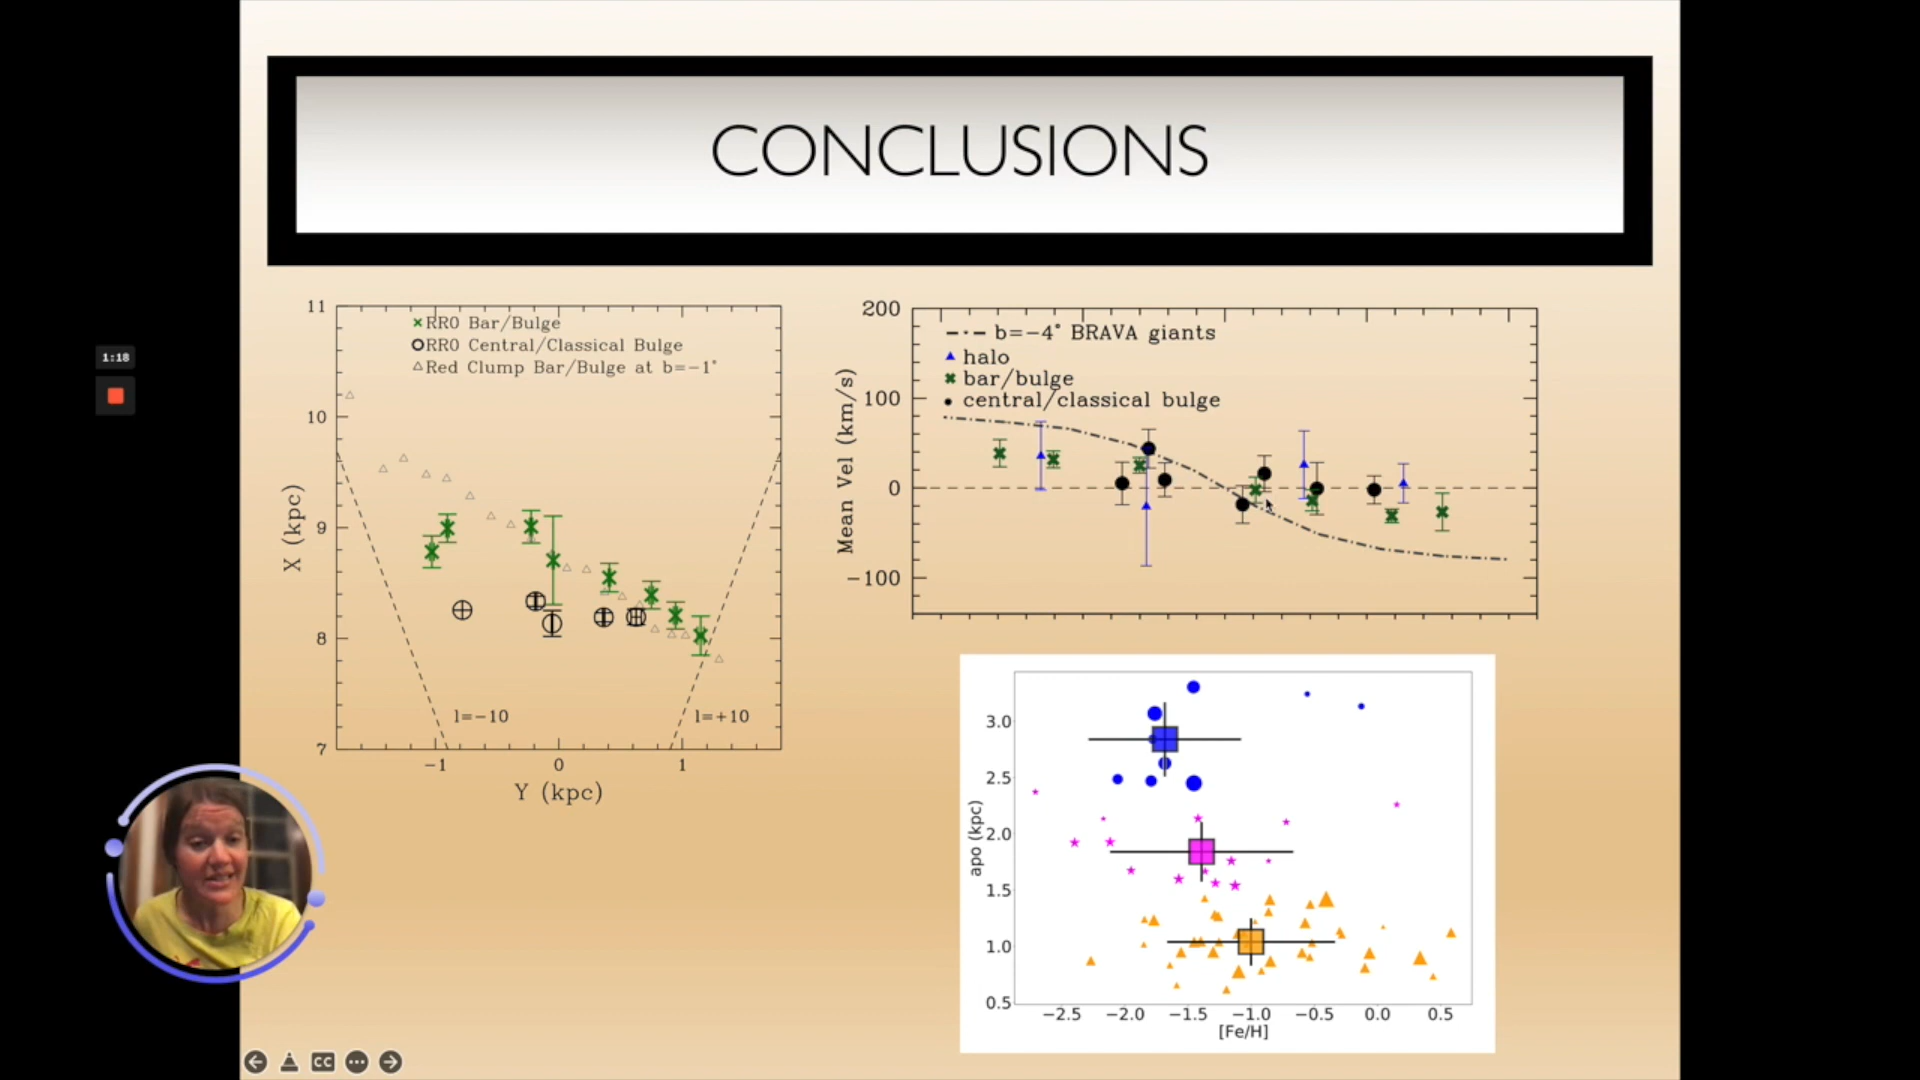 CONCLUSIONS
1:18
11
10
9
8
7
X (kpc)
RR0 Bar/Bulge
RR0 Central/Classical Bulge
Red Clump Bar/Bulge at b=−1°
l=−10
l=+10
−1
0
1
Y (kpc)
200
100
0
−100
Mean Vel (km/s)
b=−4° BRAVA giants
halo
bar/bulge
central/classical bulge
3.0
2.5
2.0
1.5
1.0
0.5
apo (kpc)
−2.5 −2.0 −1.5 −1.0 −0.5 0.0 0.5
[Fe/H]
CC